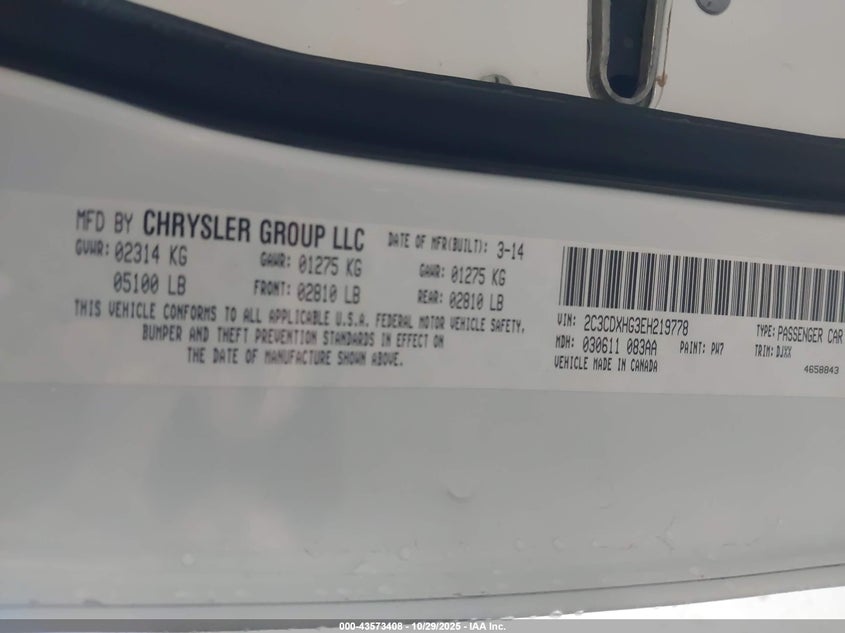 MFD BY CHRYSLER GROUP LLC
DATE OF MFR(BUILT): 3-14
GVWR: 02314 KG GAWR: 01275 KG GAWR: 01275 KG
05100 LB FRONT: 02810 LB REAR: 02810 LB
THIS VEHICLE CONFORMS TO ALL APPLICABLE U.S.A. FEDERAL MOTOR VEHICLE SAFETY,
BUMPER AND THEFT PREVENTION STANDARDS IN EFFECT ON
THE DATE OF MANUFACTURE SHOWN ABOVE.
VIN: 2C3CDXHG3EH219778 TYPE: PASSENGER CAR
MDH: 030611 083AA PAINT: PW7 TRIM: DJXX
VEHICLE MADE IN CANADA 4658843
000-43573408 - 10/29/2025 - IAA Inc.